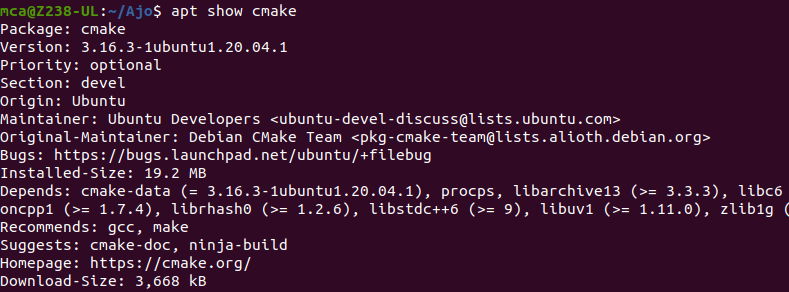 mca@Z238-UL:~/Ajo$ apt show cmake
Package: cmake
Version: 3.16.3-1ubuntu1.20.04.1
Priority: optional
Section: devel
Origin: Ubuntu
Maintainer: Ubuntu Developers <ubuntu-devel-discuss@lists.ubuntu.com>
Original-Maintainer: Debian CMake Team <pkg-cmake-team@lists.alioth.debian.org>
Bugs: https://bugs.launchpad.net/ubuntu/+filebug
Installed-Size: 19.2 MB
Depends: cmake-data (= 3.16.3-1ubuntu1.20.04.1), procps, libarchive13 (>= 3.3.3), libc6
oncpp1 (>= 1.7.4), librhash0 (>= 1.2.6), libstdc++6 (>= 9), libuv1 (>= 1.11.0), zlib1g (
Recommends: gcc, make
Suggests: cmake-doc, ninja-build
Homepage: https://cmake.org/
Download-Size: 3,668 kB